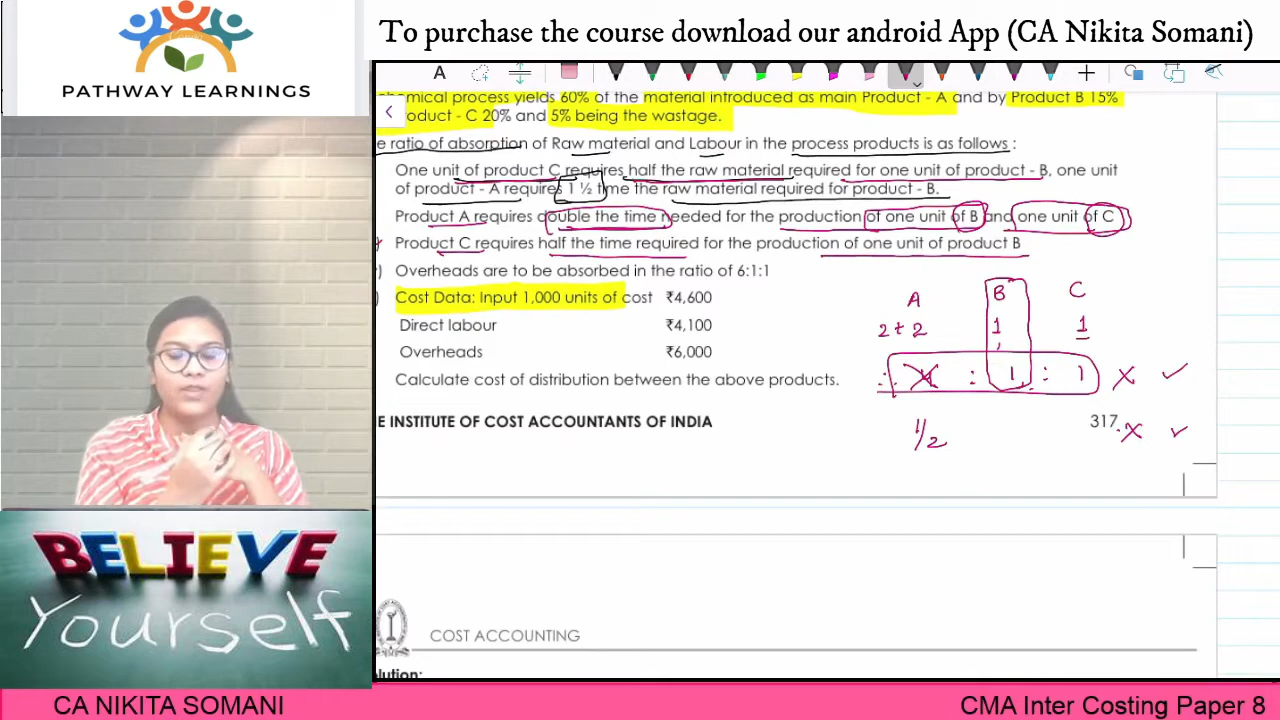 To purchase the course download our android App (CA Nikita Somani)
PATHWAY LEARNINGS
A
hemical process yields 60% of the material introduced as main Product - A and by Product B 15%
oduct - C 20% and 5% being the wastage.
e ratio of absorption of Raw material and Labour in the process products is as follows :
One unit of product C requires half the raw material required for one unit of product - B, one unit
of product - A requires 1 ½ time the raw material required for product - B.
Product A requires double the time needed for the production of one unit of B and one unit of C
Product C requires half the time required for the production of one unit of product B
Overheads are to be absorbed in the ratio of 6:1:1
Cost Data: Input 1,000 units of cost ₹4,600
Direct labour ₹4,100
Overheads ₹6,000
Calculate cost of distribution between the above products.
A B C
2 + 2 1 1
: 1 : 1
1/2
E INSTITUTE OF COST ACCOUNTANTS OF INDIA 317
COST ACCOUNTING
olution:
BELIEVE
Yourself
CA NIKITA SOMANI
CMA Inter Costing Paper 8